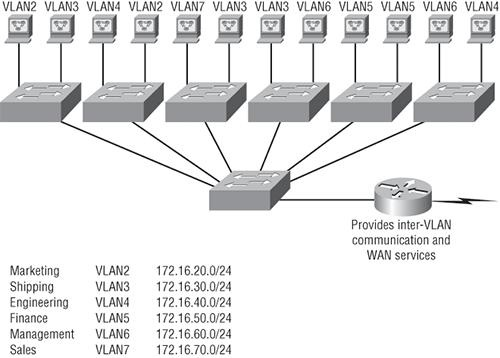 VLAN2 VLAN3 VLAN4 VLAN2 VLAN7 VLAN3 VLAN3 VLAN6 VLAN5 VLAN5 VLAN6 VLAN4
Provides inter-VLAN
communication and
WAN services
Marketing VLAN2 172.16.20.0/24
Shipping VLAN3 172.16.30.0/24
Engineering VLAN4 172.16.40.0/24
Finance VLAN5 172.16.50.0/24
Management VLAN6 172.16.60.0/24
Sales VLAN7 172.16.70.0/24